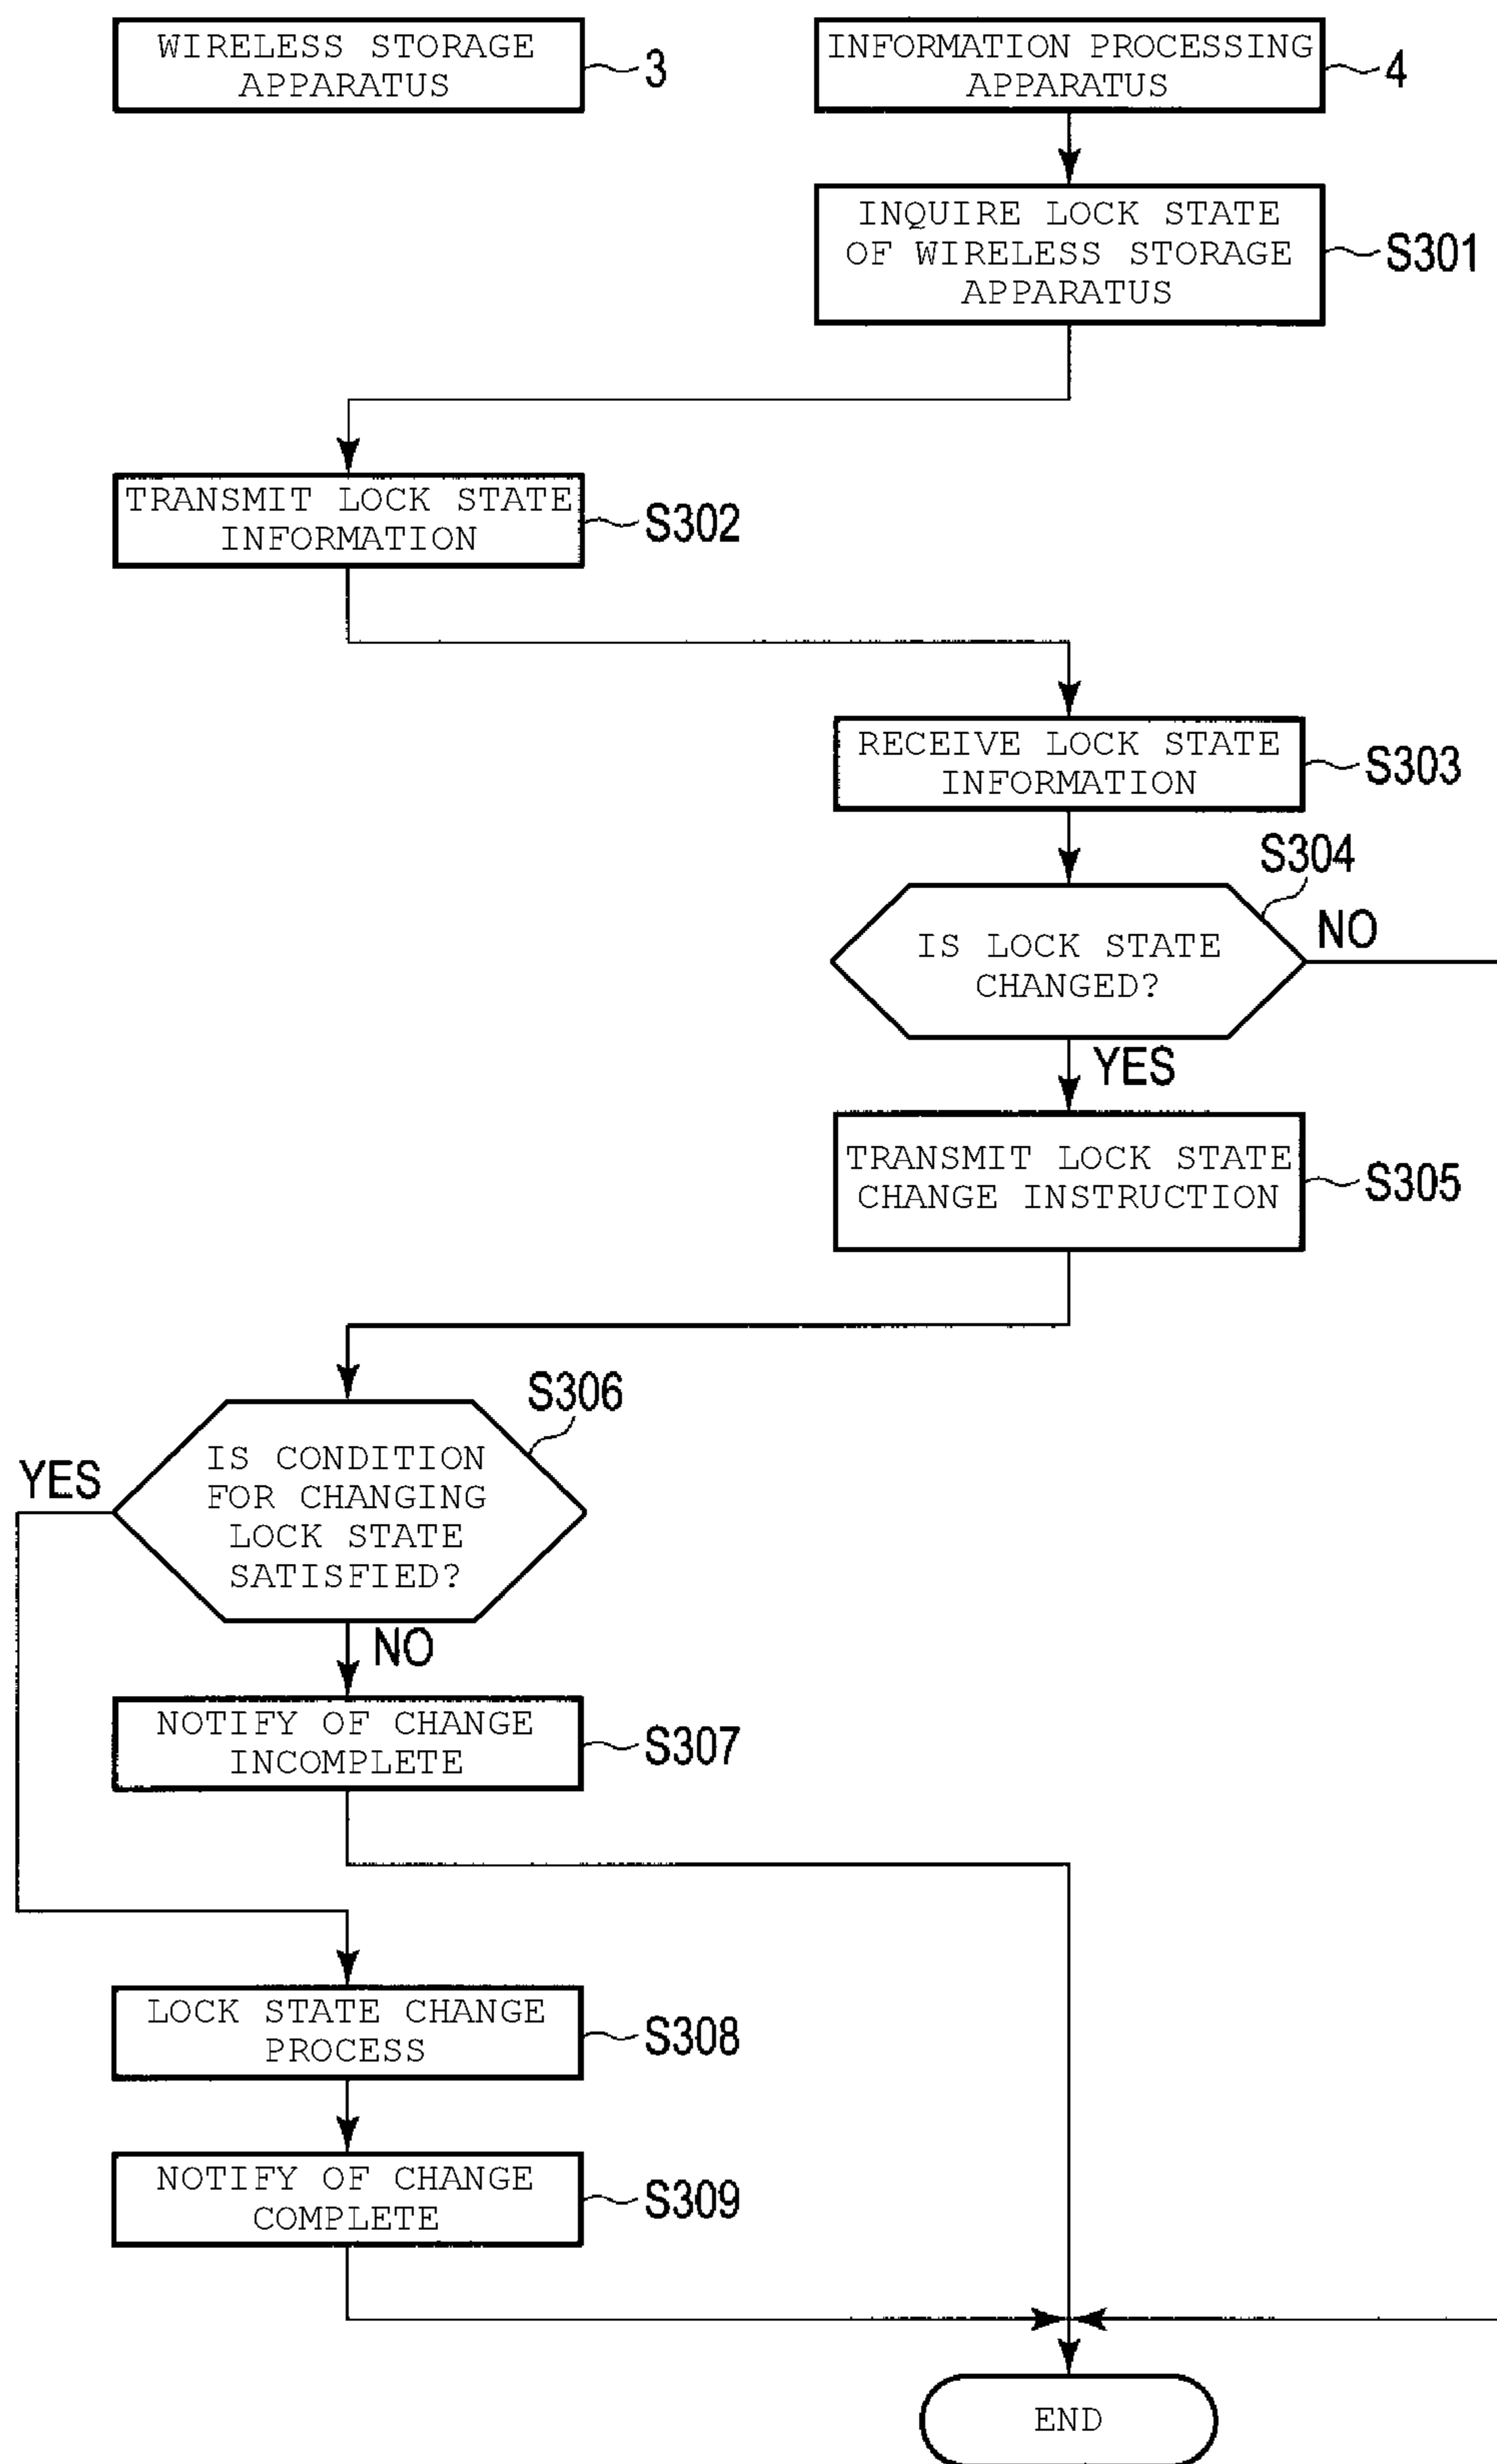 WIRELESS STORAGE
APPARATUS
3
INFORMATION PROCESSING
APPARATUS
4
INQUIRE LOCK STATE
OF WIRELESS STORAGE
APPARATUS
S301
TRANSMIT LOCK STATE
INFORMATION
S302
RECEIVE LOCK STATE
INFORMATION
S303
S304
IS LOCK STATE
CHANGED?
NO
YES
TRANSMIT LOCK STATE
CHANGE INSTRUCTION
S305
S306
IS CONDITION
FOR CHANGING
LOCK STATE
SATISFIED?
YES
NO
NOTIFY OF CHANGE
INCOMPLETE
S307
LOCK STATE CHANGE
PROCESS
S308
NOTIFY OF CHANGE
COMPLETE
S309
END